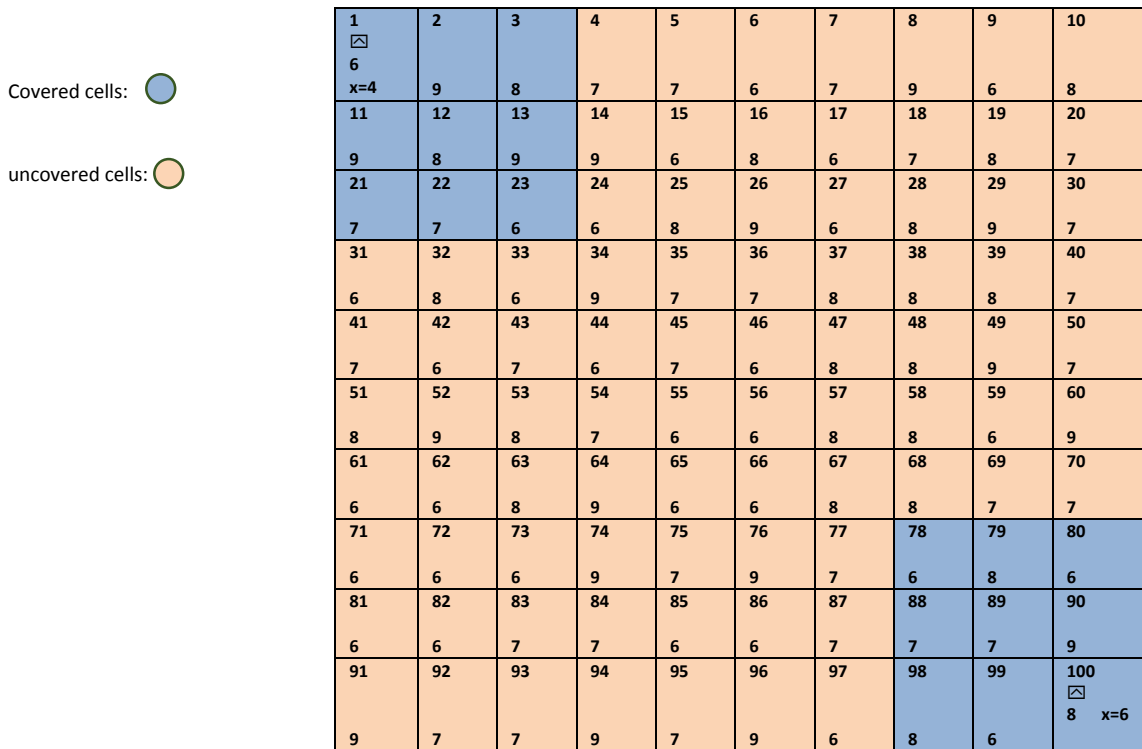 Covered cells:
uncovered cells:
1 2 3 4 5 6 7 8 9 10
6
x=4 9 8 7 7 6 7 9 6 8
11 12 13 14 15 16 17 18 19 20
9 8 9 9 6 8 6 7 8 7
21 22 23 24 25 26 27 28 29 30
7 7 6 6 8 9 6 8 9 7
31 32 33 34 35 36 37 38 39 40
6 8 6 9 7 7 8 8 8 7
41 42 43 44 45 46 47 48 49 50
7 6 7 6 7 6 8 8 9 7
51 52 53 54 55 56 57 58 59 60
8 9 8 7 6 6 8 8 6 9
61 62 63 64 65 66 67 68 69 70
6 6 8 9 6 6 8 8 7 7
71 72 73 74 75 76 77 78 79 80
6 6 6 9 7 9 7 6 8 6
81 82 83 84 85 86 87 88 89 90
6 6 7 7 6 6 7 7 7 9
91 92 93 94 95 96 97 98 99 100
8 x=6
9 7 7 9 7 9 6 8 6